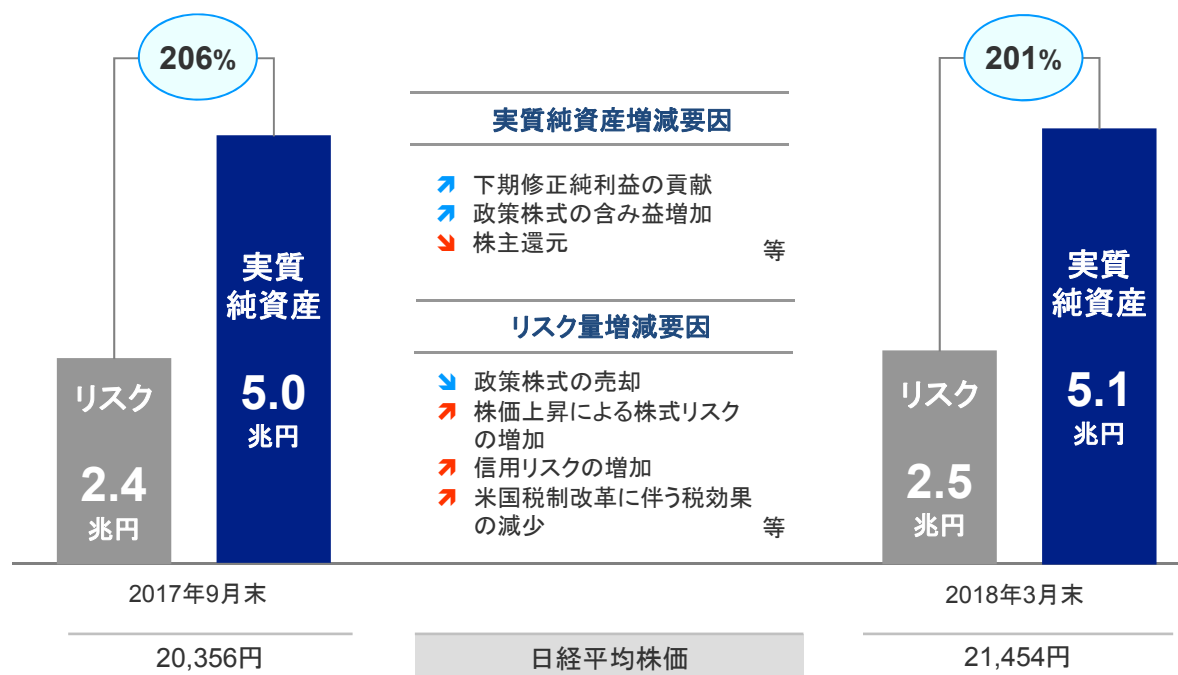 206%
201%
実質純資産増減要因
下期修正純利益の貢献
政策株式の含み益増加
株主還元
等
リスク量増減要因
政策株式の売却
株価上昇による株式リスク
の増加
信用リスクの増加
米国税制改革に伴う税効果
の減少
等
リスク
2.4
兆円
実質
純資産
5.0
兆円
リスク
2.5
兆円
実質
純資産
5.1
兆円
2017年9月末
2018年3月末
20,356円
日経平均株価
21,454円